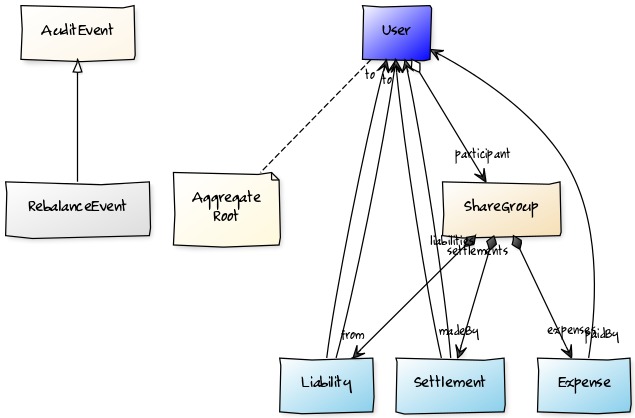 AuditEvent
User
to
to
participant
RebalanceEvent
Aggregate
Root
ShareGroup
liabilities
settlements
from
madeBy
expenses
paidBy
Liability
Settlement
Expense